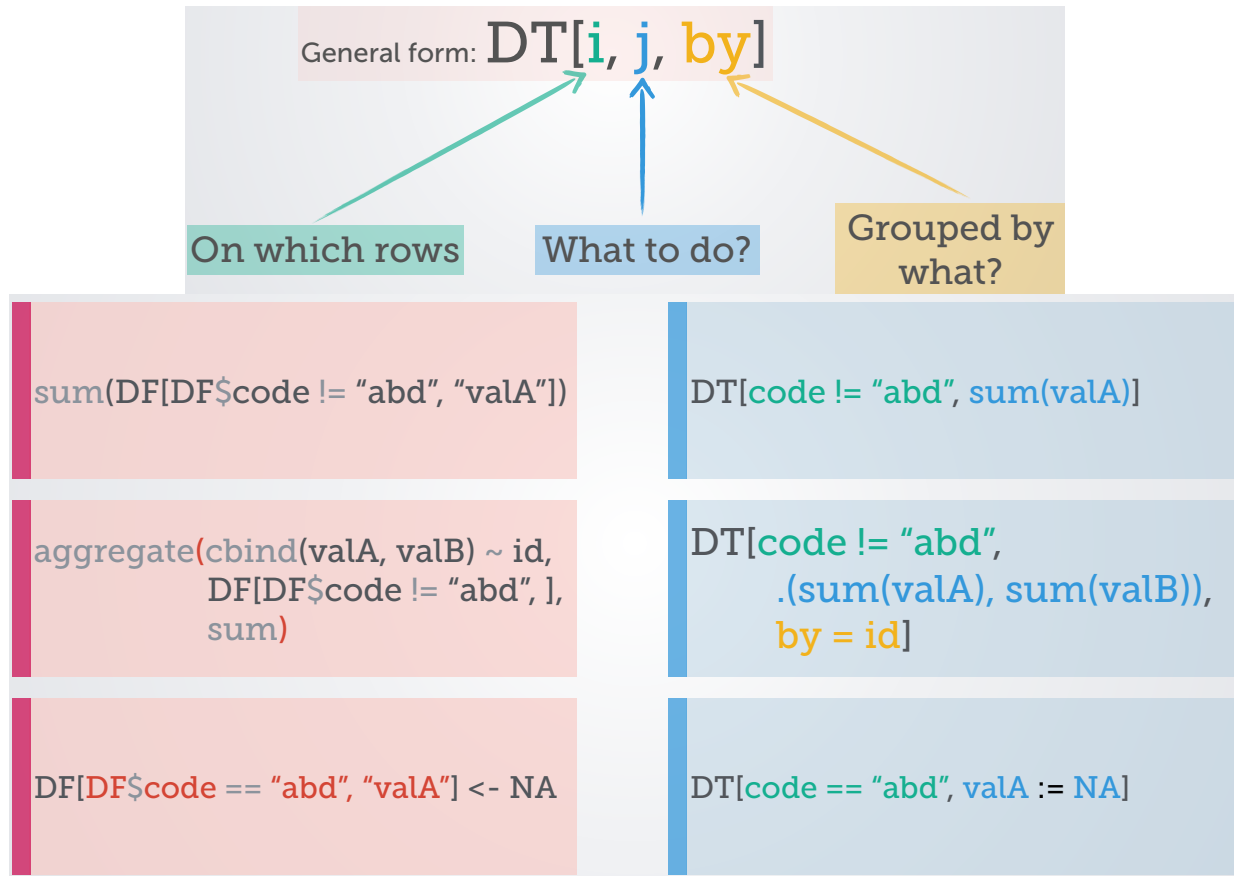 General form: DT[i, j, by]
On which rows
What to do?
Grouped by
what?
sum(DF[DF$code != “abd”, “valA”])
DT[code != “abd”, sum(valA)]
aggregate(cbind(valA, valB) ~ id,
DF[DF$code != “abd”, ],
sum)
DT[code != “abd”,
.(sum(valA), sum(valB)),
by = id]
DF[DF$code == “abd”, “valA”] <- NA
DT[code == “abd”, valA := NA]